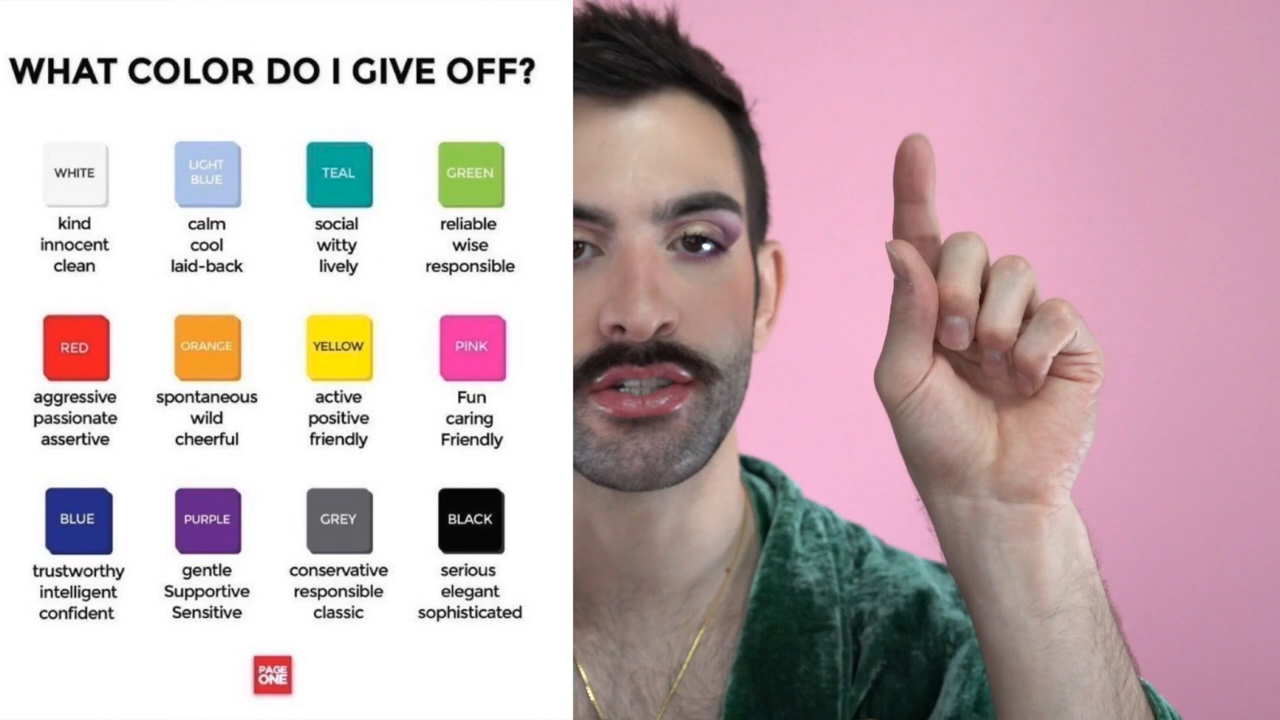 WHAT COLOR DO I GIVE OFF?
WHITE
kind
innocent
clean
LIGHT
BLUE
calm
cool
laid-back
TEAL
social
witty
lively
GREEN
reliable
wise
responsible
RED
aggressive
passionate
assertive
ORANGE
spontaneous
wild
cheerful
YELLOW
active
positive
friendly
PINK
Fun
caring
Friendly
BLUE
trustworthy
intelligent
confident
PURPLE
gentle
Supportive
Sensitive
GREY
conservative
responsible
classic
BLACK
serious
elegant
sophisticated
PAGE
ONE